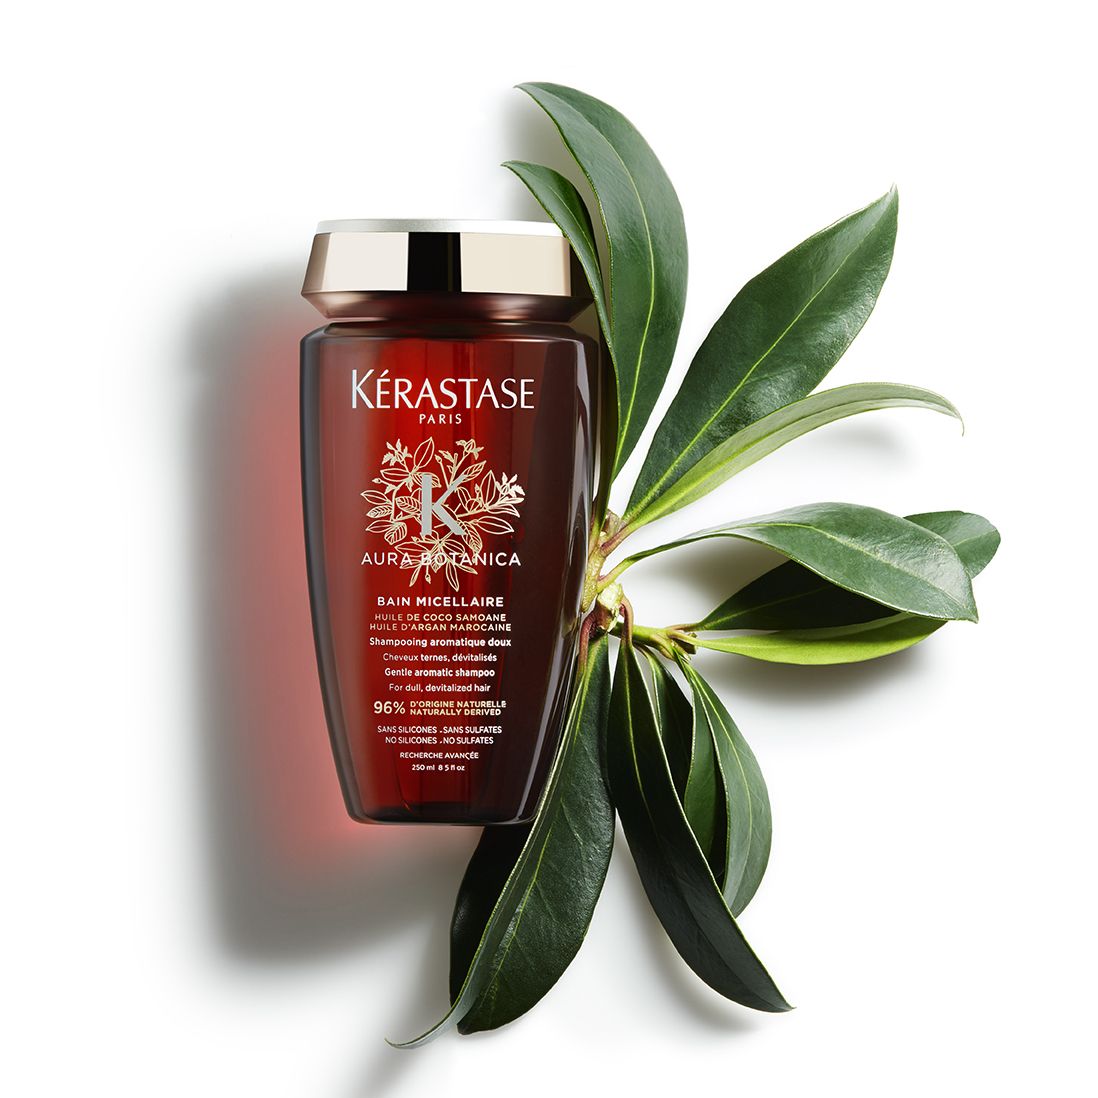 KÉRASTASE
PARIS
K
AURA BOTANICA
BAIN MICELLAIRE
HUILE DE COCO SAMOANE
HUILE D'ARGAN MAROCAINE
Shampooing aromatique doux
Cheveux ternes, dévitalisés
Gentle aromatic shampoo
For dull, devitalized hair
96% D'ORIGINE NATURELLE
NATURALLY DERIVED
SANS SILICONES - SANS SULFATES
NO SILICONES - NO SULFATES
RECHERCHE AVANCÉE
250 ml 8 5 fl oz